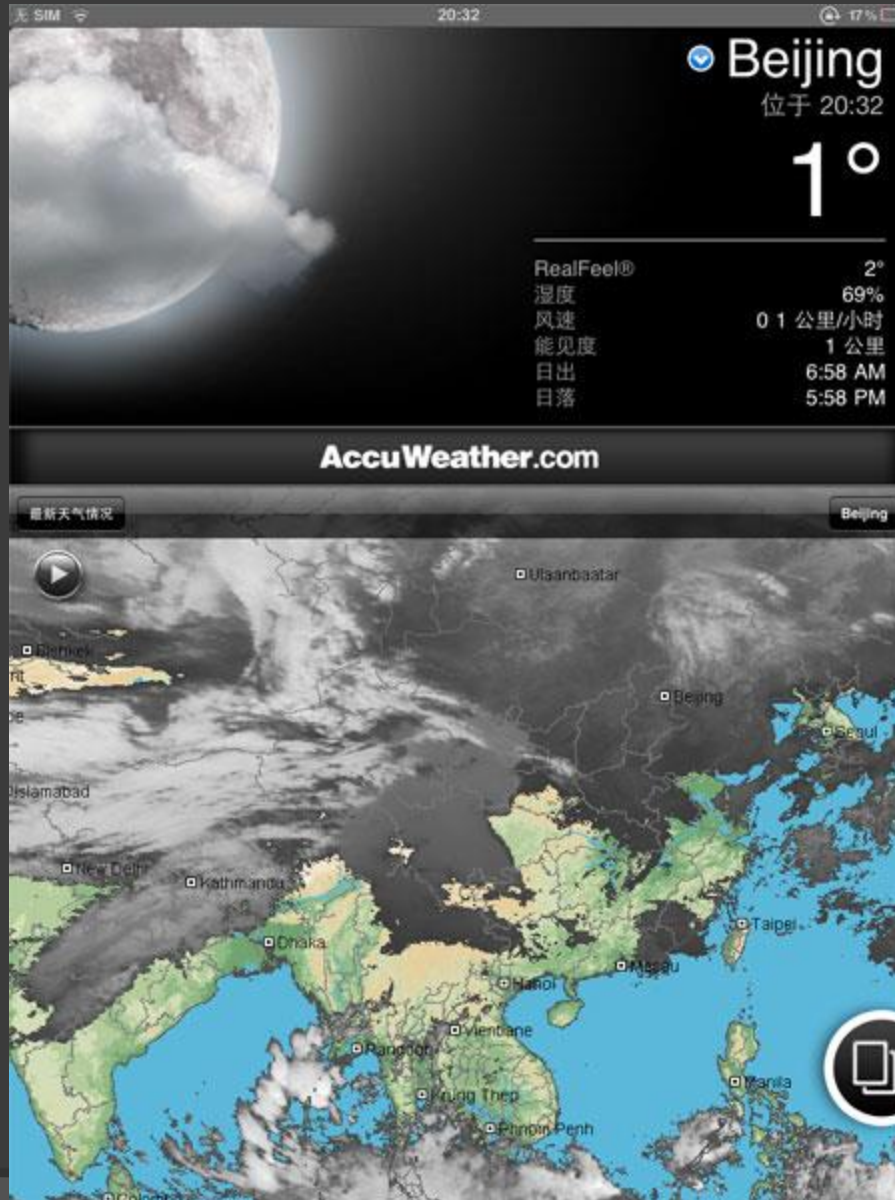 无 SIM 20:32 17%
Beijing
位于 20:32
1°
RealFeel® 2°
湿度 69%
风速 0 1 公里/小时
能见度 1 公里
日出 6:58 AM
日落 5:58 PM
AccuWeather.com
最新天气情况 Beijing
Ulaanbaatar
Bishkek
Beijing
Seoul
Islamabad
New Delhi
Kathmandu
Taipei
Dhaka
Macau
Hanoi
Vientiane
Rangoon
Manila
Krung Thep
Phnom Penh